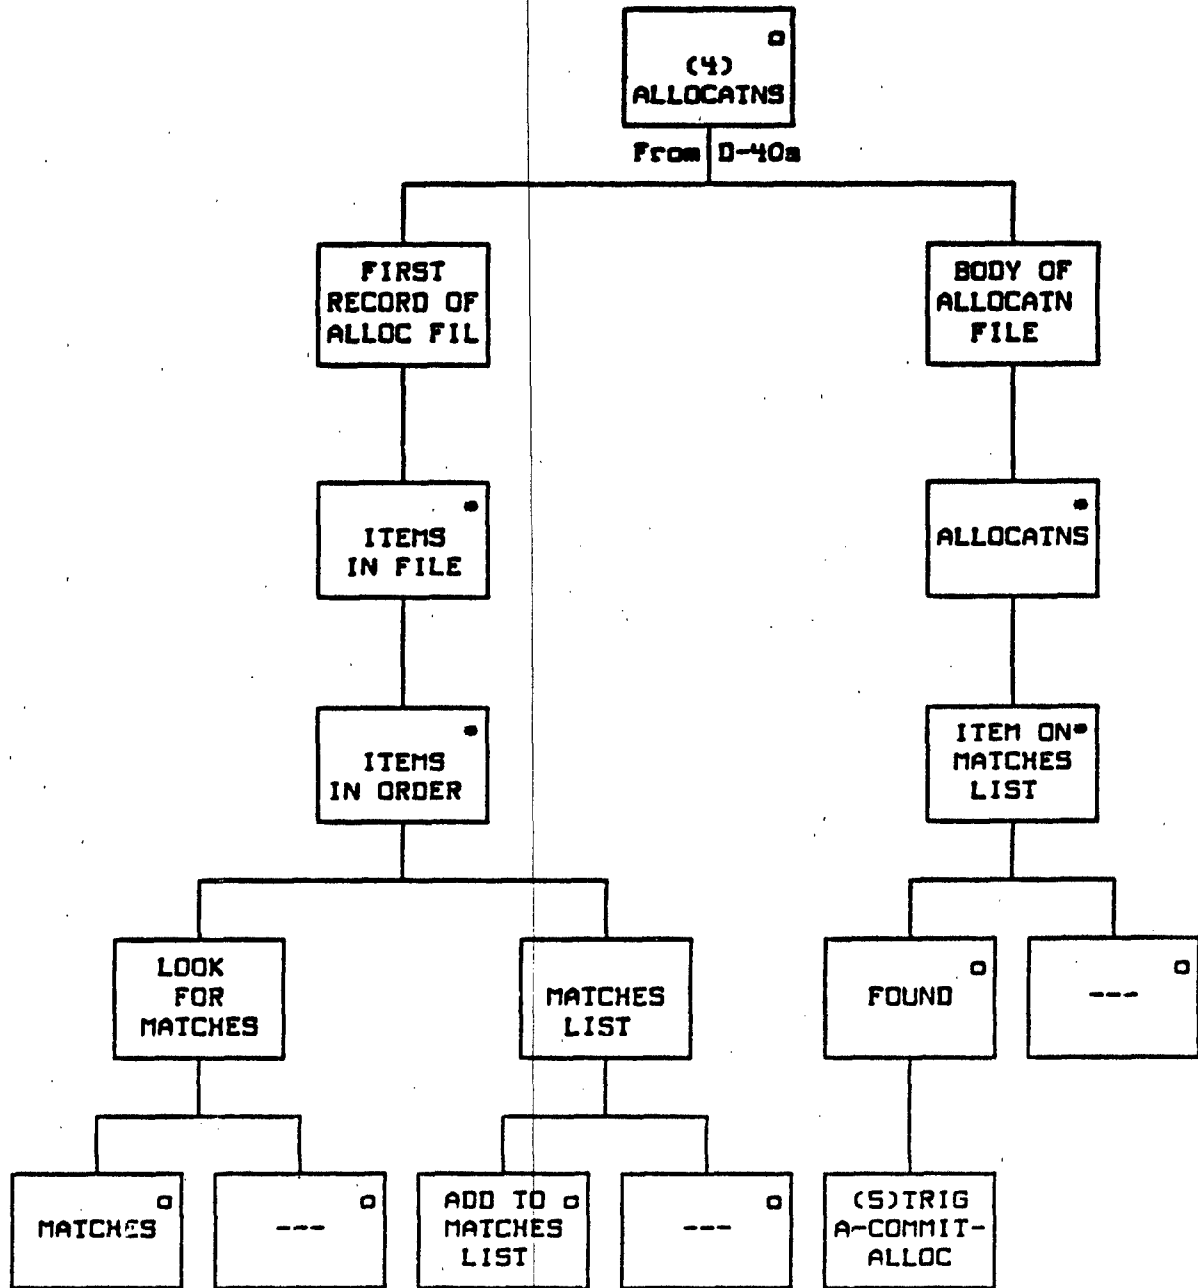 (4)
ALLOCATNS
From D-40a
FIRST
RECORD OF
ALLOC FIL
BODY OF
ALLOCATN
FILE
*
ITEMS
IN FILE
*
ALLOCATNS
*
ITEMS
IN ORDER
ITEM ON*
MATCHES
LIST
LOOK
FOR
MATCHES
MATCHES
LIST
o
FOUND
o
---
o
MATCHES
o
---
ADD TO o
MATCHES
LIST
o
---
(5)TRIG
A-COMMIT-
ALLOC